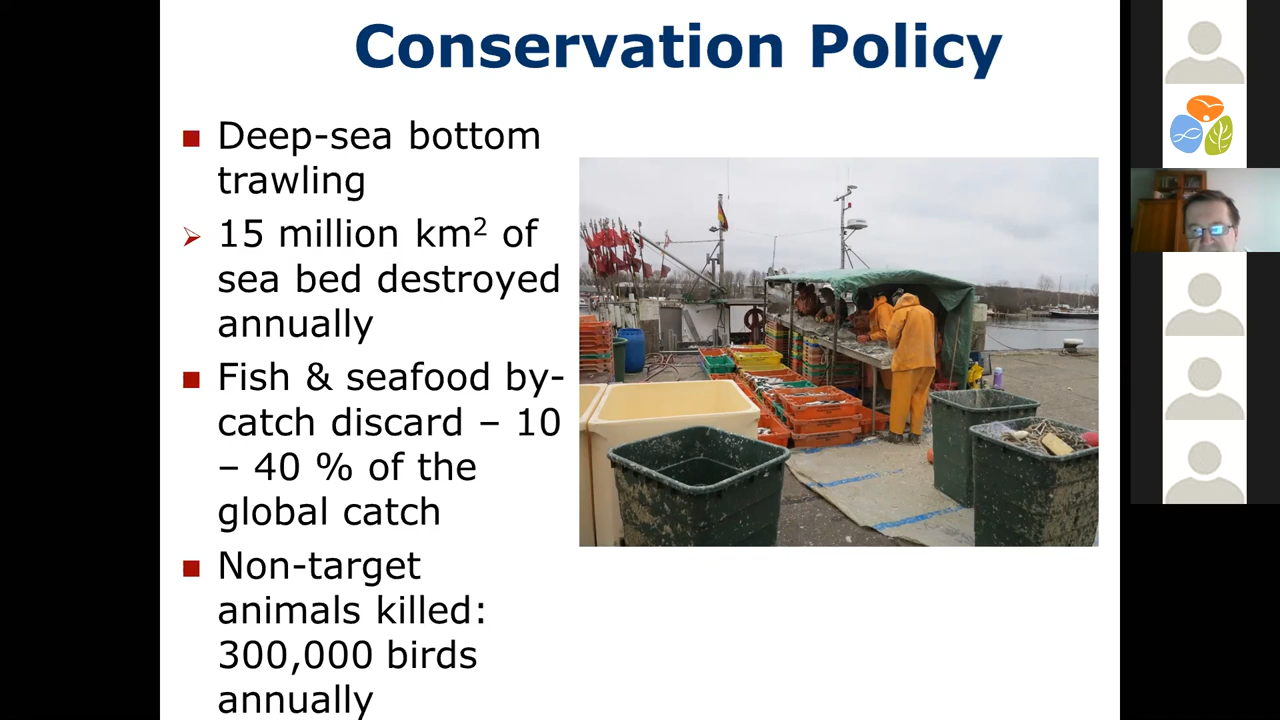 Conservation Policy
Deep-sea bottom
trawling
15 million km² of
sea bed destroyed
annually
Fish & seafood by-
catch discard – 10
– 40 % of the
global catch
Non-target
animals killed:
300,000 birds
annually